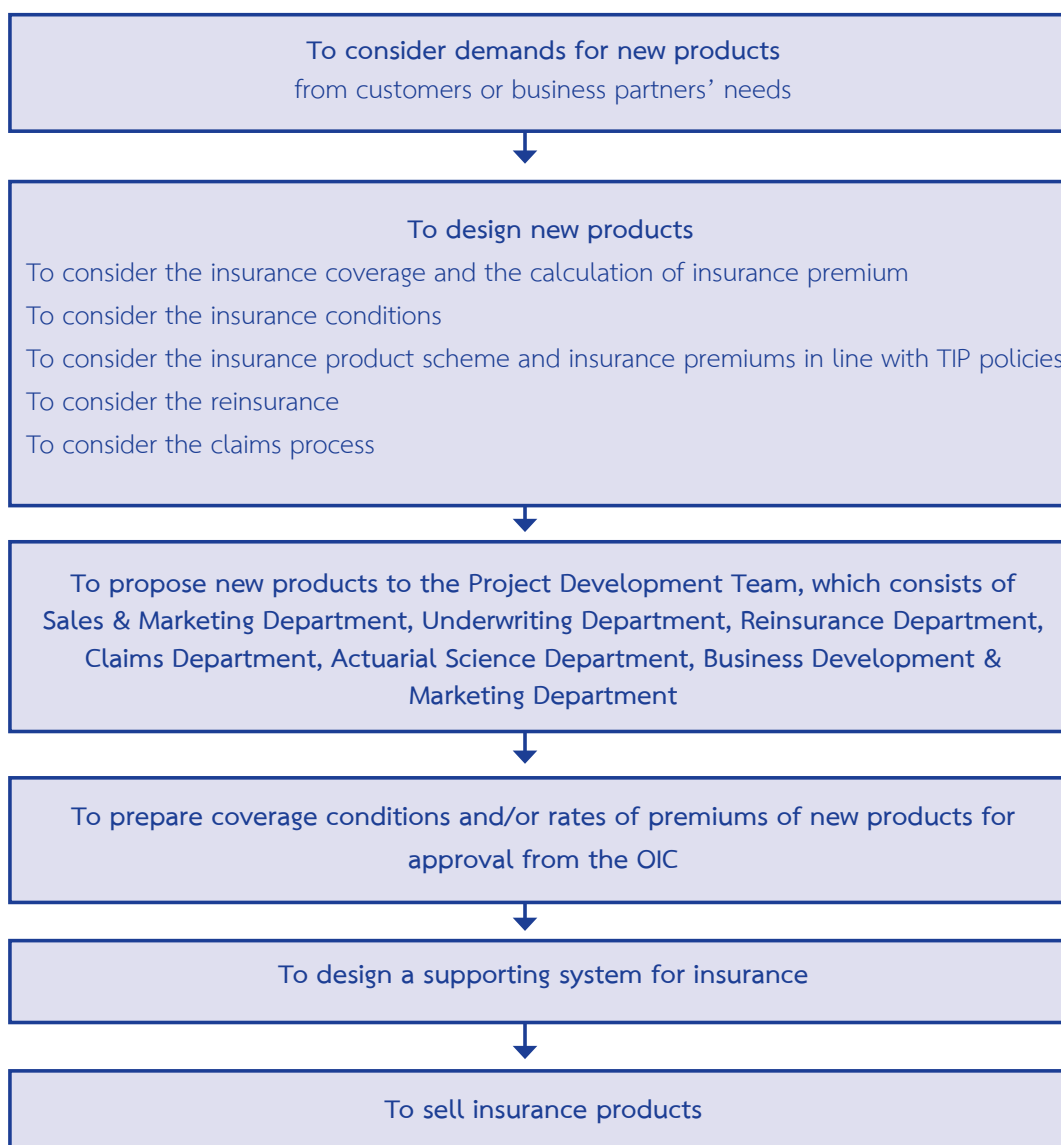 To consider demands for new products
from customers or business partners’ needs
To design new products
To consider the insurance coverage and the calculation of insurance premium
To consider the insurance conditions
To consider the insurance product scheme and insurance premiums in line with TIP policies
To consider the reinsurance
To consider the claims process
To propose new products to the Project Development Team, which consists of
Sales & Marketing Department, Underwriting Department, Reinsurance Department,
Claims Department, Actuarial Science Department, Business Development &
Marketing Department
To prepare coverage conditions and/or rates of premiums of new products for
approval from the OIC
To design a supporting system for insurance
To sell insurance products